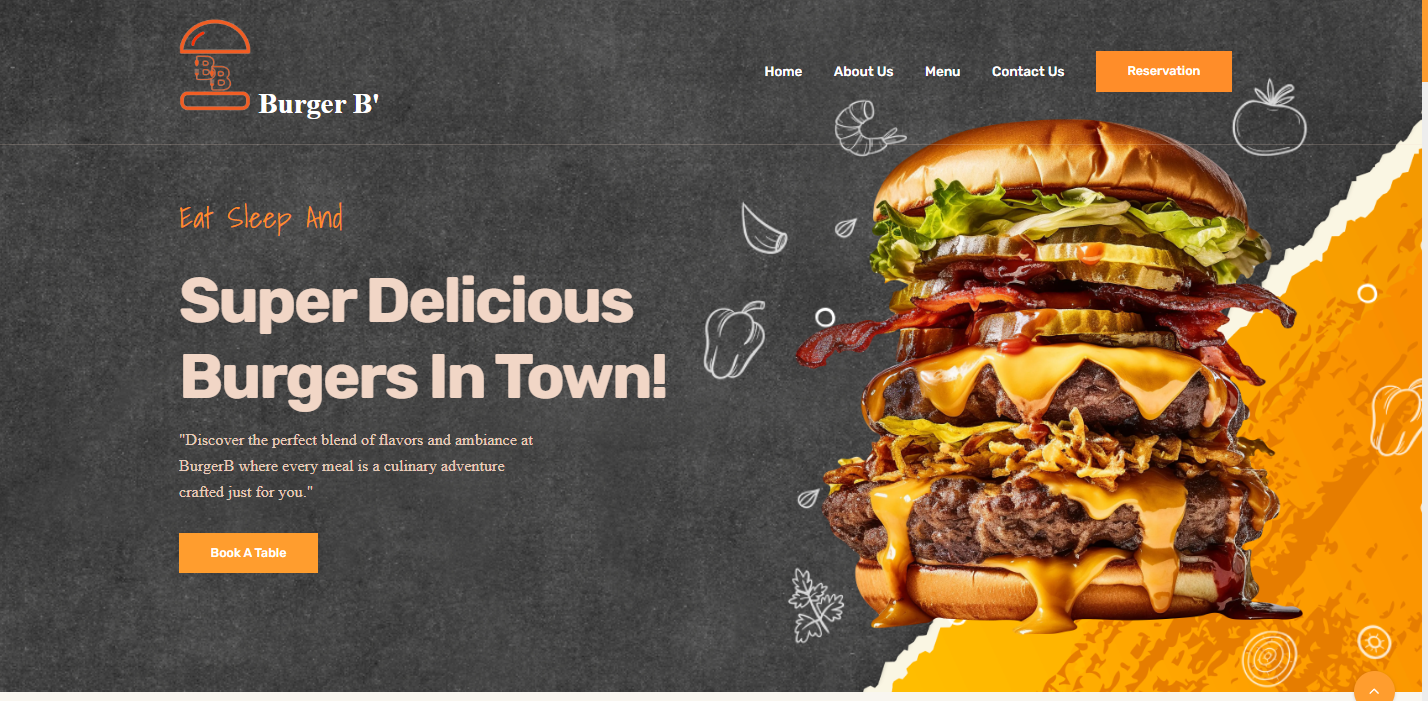 BB
Burger B'
Home
About Us
Menu
Contact Us
Reservation
Eat Sleep And
Super Delicious
Burgers In Town!
"Discover the perfect blend of flavors and ambiance at
BurgerB where every meal is a culinary adventure
crafted just for you."
Book A Table